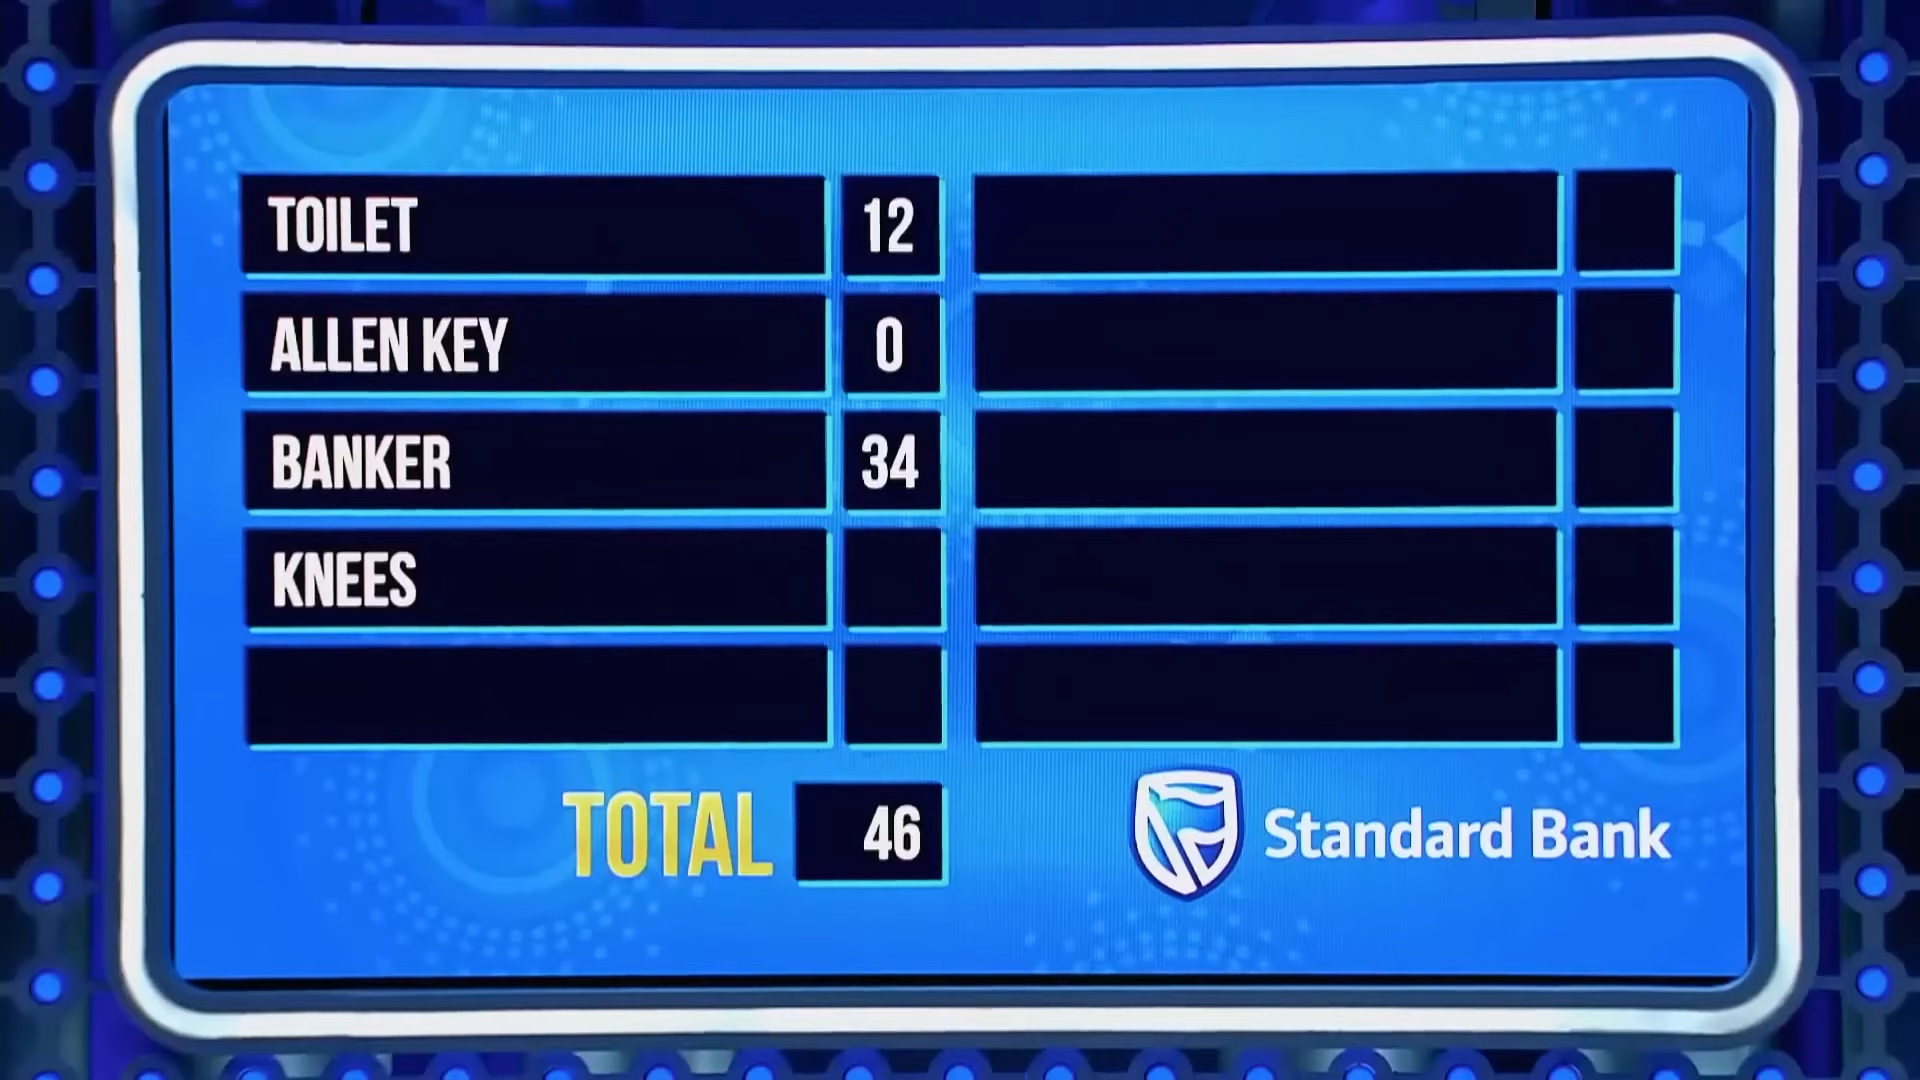 TOILET 12
ALLEN KEY 0
BANKER 34
KNEES
TOTAL 46
Standard Bank